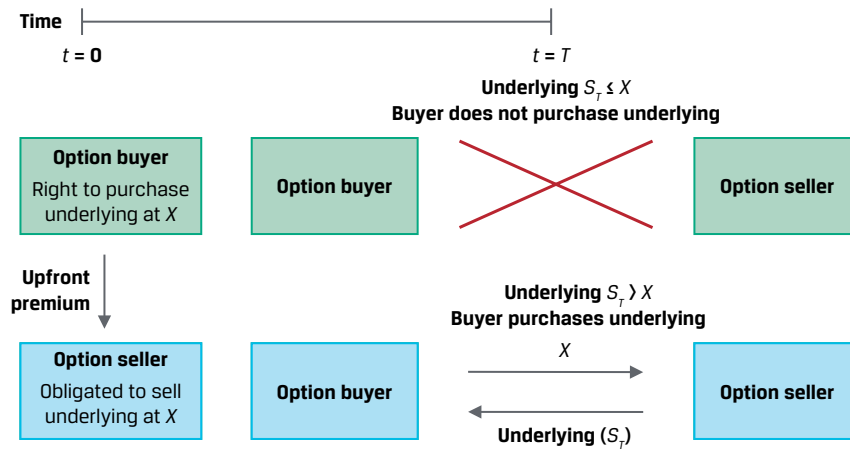 Time
t = 0
t = T
Underlying S_T ≤ X
Buyer does not purchase underlying
Option buyer
Right to purchase
underlying at X
Option buyer
Option seller
Upfront
premium
Underlying S_T > X
Buyer purchases underlying
X
Option seller
Obligated to sell
underlying at X
Option buyer
Option seller
Underlying (S_T)